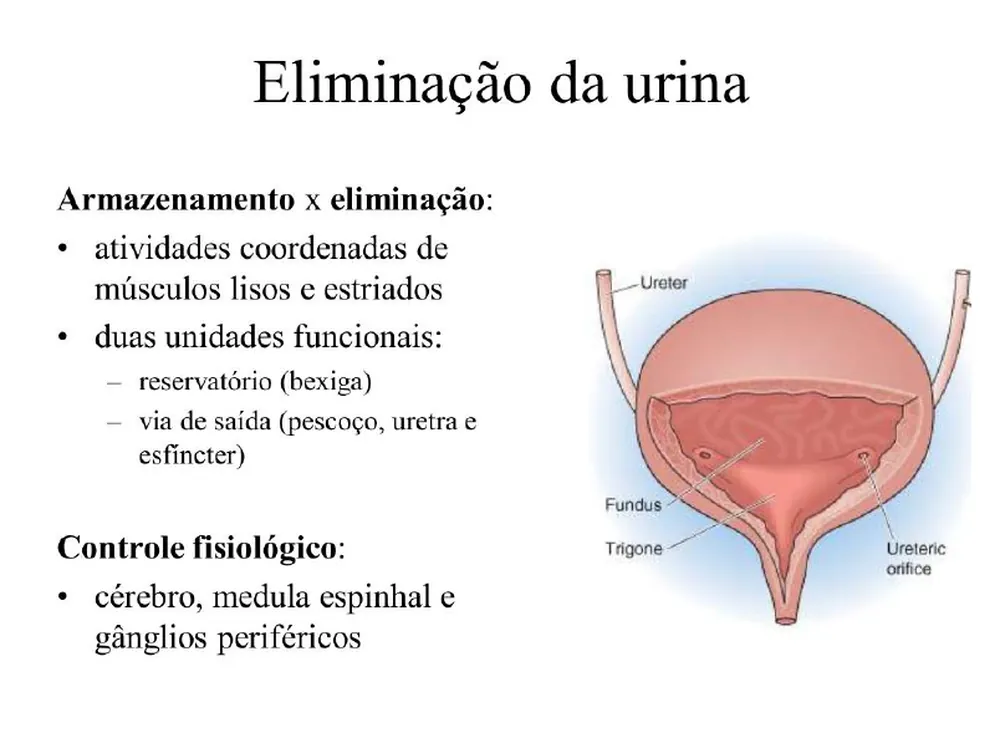 Eliminação da urina
Armazenamento x eliminação:
• atividades coordenadas de
músculos lisos e estriados
• duas unidades funcionais:
– reservatório (bexiga)
– via de saída (pescoço, uretra e
esfíncter)
Controle fisiológico:
• cérebro, medula espinhal e
gânglios periféricos
Ureter
Fundus
Trigone
Ureteric
orifice